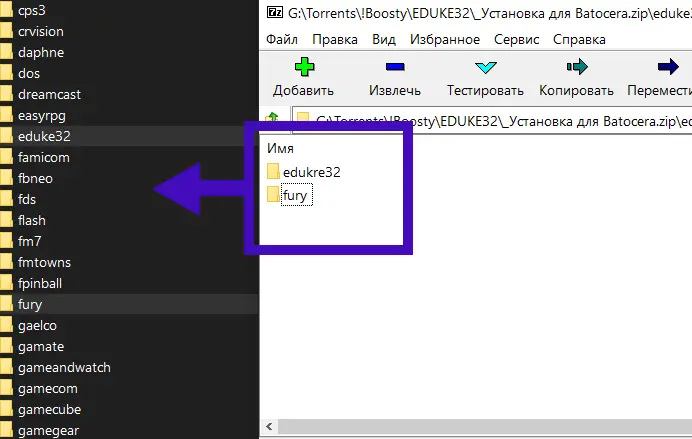 cps3
crvision
daphne
dos
dreamcast
easyrpg
eduke32
famicom
fbneo
fds
flash
fm7
fmtowns
fpinball
fury
gaelco
gamate
gameandwatch
gamecom
gamecube
gamegear
G:\Torrents\!Boosty\EDUKE32\_Установка для Batocera.zip\eduke
Файл Правка Вид Избранное Сервис Справка
Добавить Извлечь Тестировать Копировать Перемести
G:\Torrents\!Boosty\EDUKE32\_Установка для Batocera.zip\ed
Имя
edukre32
fury